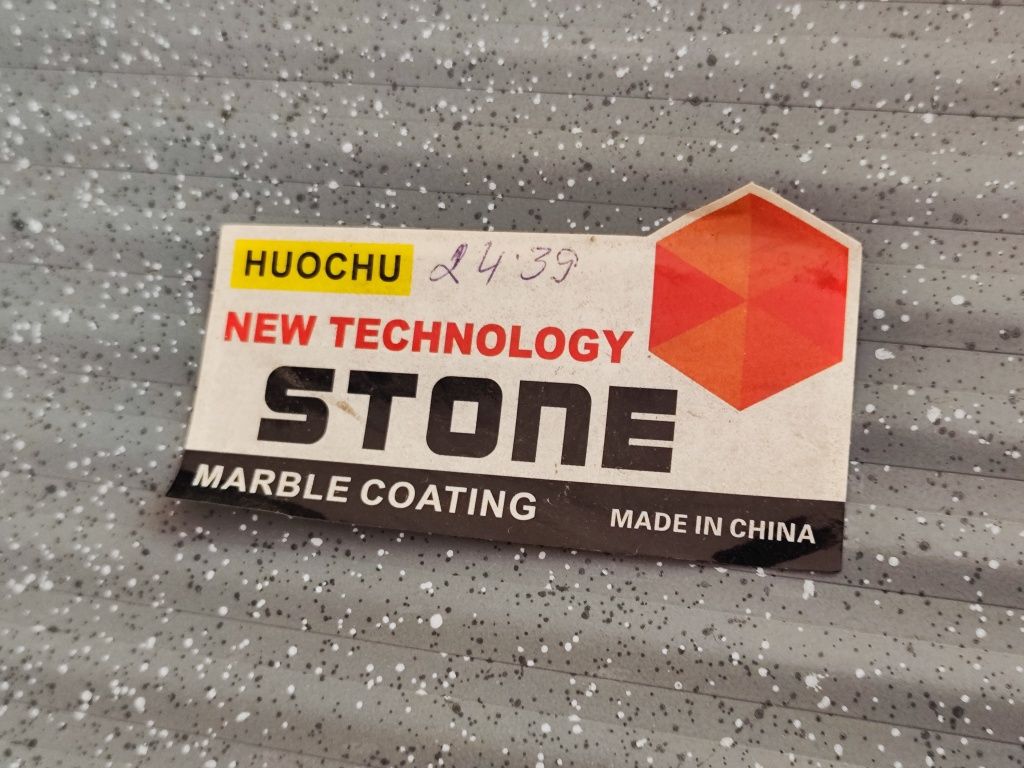 HUOCHU 24.39
NEW TECHNOLOGY
STONE
MARBLE COATING
MADE IN CHINA